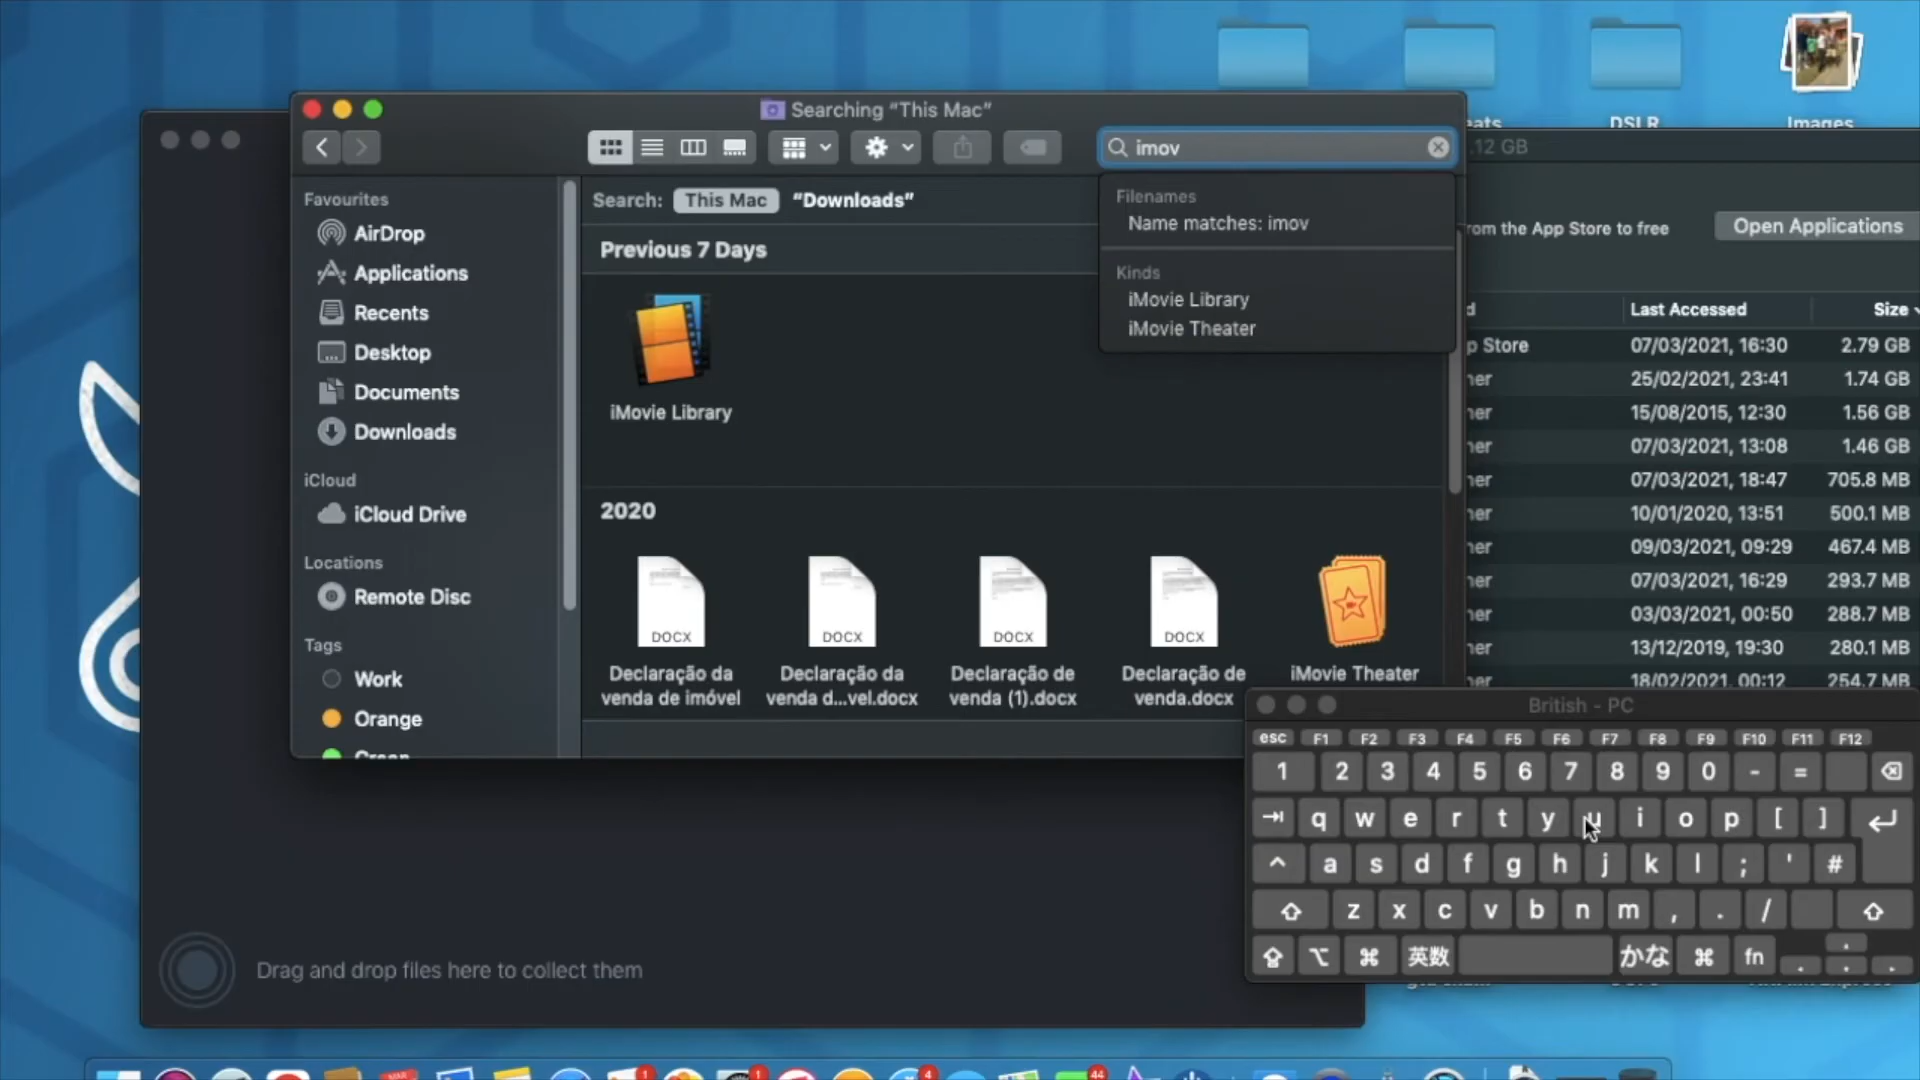 Searching “This Mac”
imov
Search: This Mac “Downloads”
Filenames
Name matches: imov
Kinds
iMovie Library
iMovie Theater
Favourites
AirDrop
Applications
Recents
Desktop
Documents
Downloads
iCloud
iCloud Drive
Locations
Remote Disc
Tags
Work
Orange
Previous 7 Days
iMovie Library
2020
DOCX
DOCX
DOCX
DOCX
Declaração da
venda de imóvel
Declaração da
venda d...vel.docx
Declaração de
venda (1).docx
Declaração de
venda.docx
iMovie Theater
DSLR
Images
.12 GB
from the App Store to free
Open Applications
Last Accessed Size
p Store 07/03/2021, 16:30 2.79 GB
ner 25/02/2021, 23:41 1.74 GB
ner 15/08/2015, 12:30 1.56 GB
ner 07/03/2021, 13:08 1.46 GB
ner 07/03/2021, 18:47 705.8 MB
ner 10/01/2020, 13:51 500.1 MB
ner 09/03/2021, 09:29 467.4 MB
ner 07/03/2021, 16:29 293.7 MB
ner 03/03/2021, 00:50 288.7 MB
ner 13/12/2019, 19:30 280.1 MB
18/02/2021, 00:12 254.7 MB
British - PC
esc F1 F2 F3 F4 F5 F6 F7 F8 F9 F10 F11 F12
1 2 3 4 5 6 7 8 9 0 - =
q w e r t y u i o p [ ]
a s d f g h j k l ; ' #
z x c v b n m , . /
英数 かな fn
Drag and drop files here to collect them
MAR
1
1
4
44